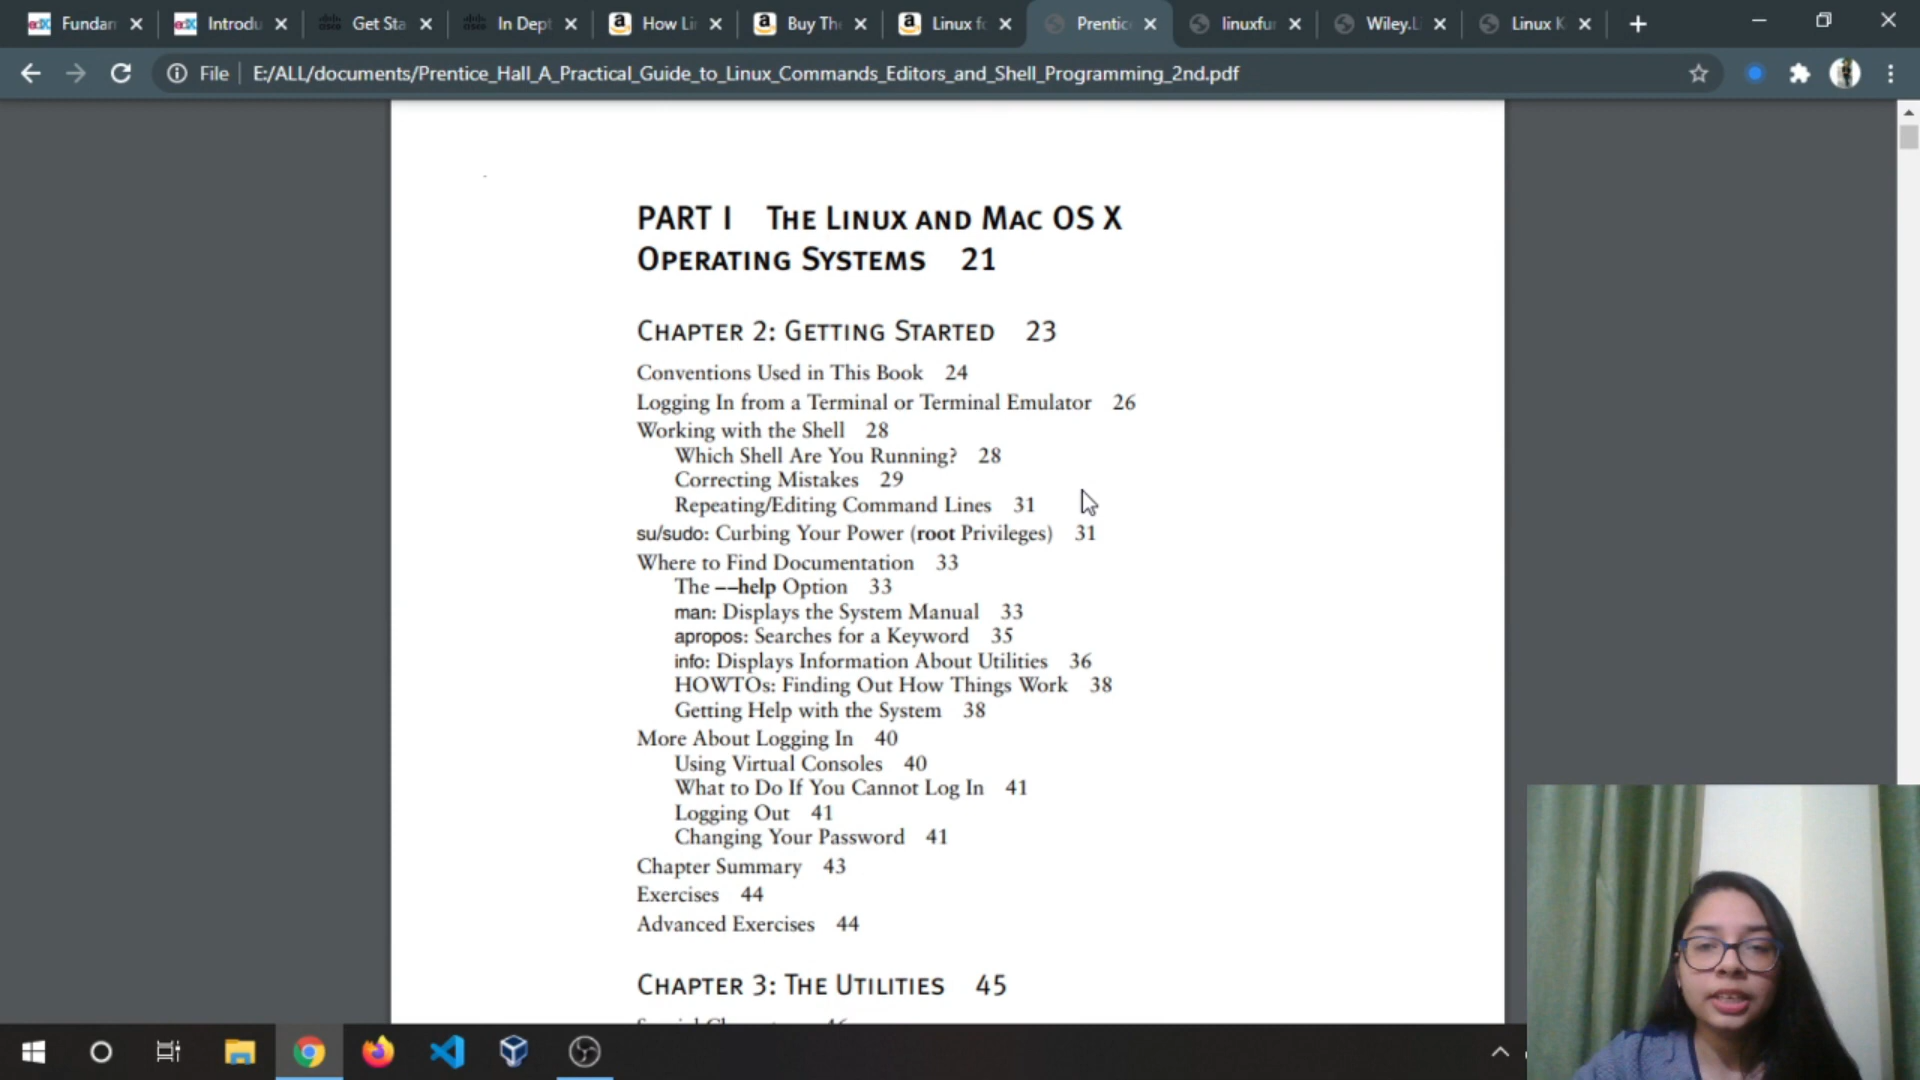 Fundar
Introdu
Get Sta
In Dept
How Li
Buy The
Linux fo
Prentic
linuxfu
Wiley.L
Linux K
File
E:/ALL/documents/Prentice_Hall_A_Practical_Guide_to_Linux_Commands_Editors_and_Shell_Programming_2nd.pdf
PART I THE LINUX AND MAC OS X
OPERATING SYSTEMS 21
CHAPTER 2: GETTING STARTED 23
Conventions Used in This Book 24
Logging In from a Terminal or Terminal Emulator 26
Working with the Shell 28
Which Shell Are You Running? 28
Correcting Mistakes 29
Repeating/Editing Command Lines 31
su/sudo: Curbing Your Power (root Privileges) 31
Where to Find Documentation 33
The ––help Option 33
man: Displays the System Manual 33
apropos: Searches for a Keyword 35
info: Displays Information About Utilities 36
HOWTOs: Finding Out How Things Work 38
Getting Help with the System 38
More About Logging In 40
Using Virtual Consoles 40
What to Do If You Cannot Log In 41
Logging Out 41
Changing Your Password 41
Chapter Summary 43
Exercises 44
Advanced Exercises 44
CHAPTER 3: THE UTILITIES 45